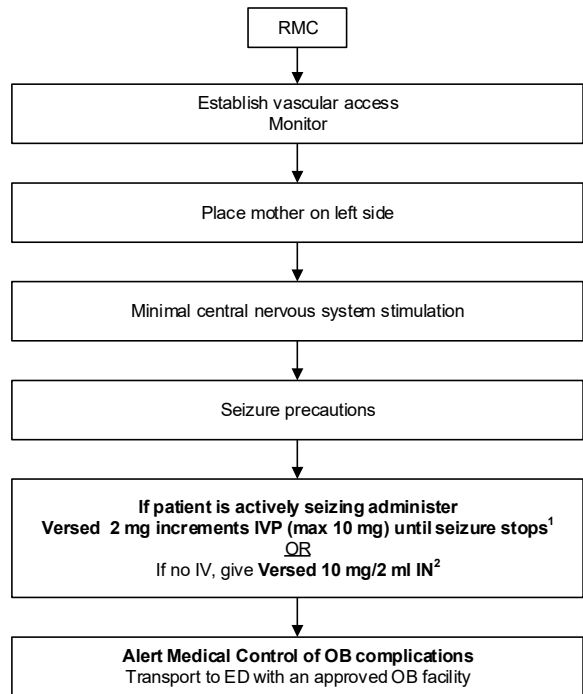 RMC
Establish vascular access
Monitor
Place mother on left side
Minimal central nervous system stimulation
Seizure precautions
If patient is actively seizing administer
Versed 2 mg increments IVP (max 10 mg) until seizure stops¹
OR
If no IV, give Versed 10 mg/2 ml IN²
Alert Medical Control of OB complications
Transport to ED with an approved OB facility